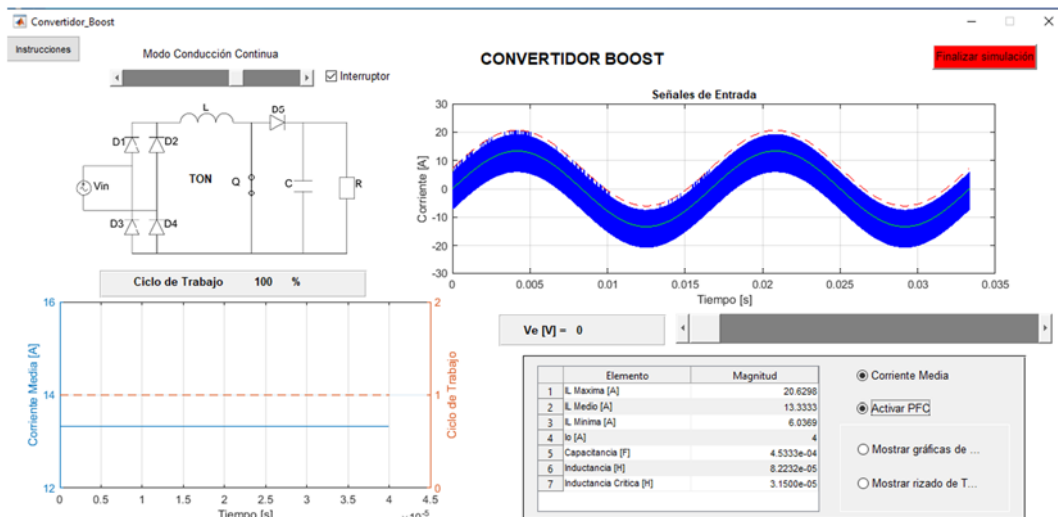 Convertidor_Boost
Instrucciones
Modo Conducción Continua
Interruptor
CONVERTIDOR BOOST
Finalizar simulación
L
D5
D1
D2
Vin
TON
Q
C
R
D3
D4
Ciclo de Trabajo 100 %
Señales de Entrada
Corriente [A]
30
20
10
0
-10
-20
-30
0 0.005 0.01 0.015 0.02 0.025 0.03 0.035
Tiempo [s]
Corriente Media [A]
16
14
12
2
1
0
Ciclo de Trabajo
0 0.5 1 1.5 2 2.5 3 3.5 4 4.5
Tiempo [s]
×10⁻⁵
Ve [V] = 0
Elemento Magnitud
1 IL Maxima [A] 20.6298
2 IL Medio [A] 13.3333
3 IL Minima [A] 6.0369
4 Io [A] 4
5 Capacitancia [F] 4.5333e-04
6 Inductancia [H] 8.2232e-05
7 Inductancia Critica [H] 3.1500e-05
Corriente Media
Activar PFC
Mostrar gráficas de ...
Mostrar rizado de T...